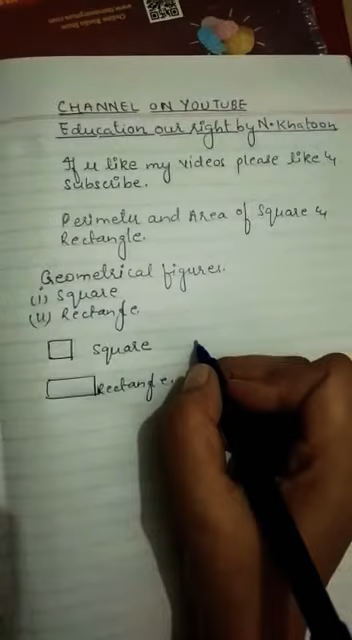 CHANNEL ON YOUTUBE
Education our right by N. Khatoon
If u like my videos please like &
Subscribe.
Perimeter and Area of Square &
Rectangle.
Geometrical figures.
(i) Square
(ii) Rectangle
Square
Rectangle.